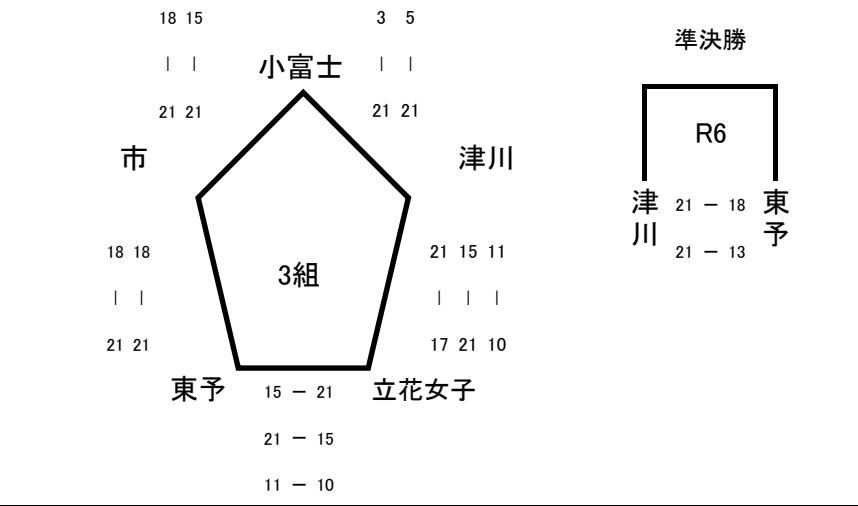 18 15
| |
21 21
3 5
| |
21 21
小富士
市
津川
18 18
| |
21 21
3組
21 15 11
| | |
17 21 10
東予
立花女子
15 － 21
21 － 15
11 － 10
準決勝
R6
津川
21 － 18
21 － 13
東予